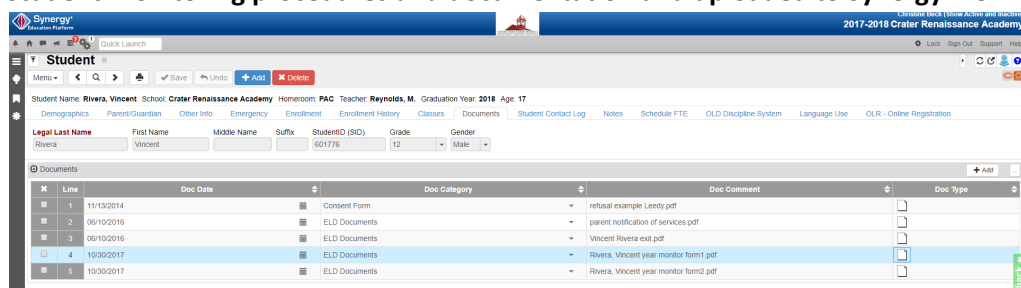 Synergy
Education Platform
Christine Beck (Show Active and Inactive
2017-2018 Crater Renaissance Academy
Quick Launch
Lock Sign Out Support Help
Student
Menu Save Undo + Add × Delete
Student Name: Rivera, Vincent School: Crater Renaissance Academy Homeroom: PAC Teacher: Reynolds, M. Graduation Year: 2018 Age: 17
Demographics Parent/Guardian Other Info Emergency Enrollment Enrollment History Classes Documents Student Contact Log Notes Schedule FTE OLD Discipline System Language Use OLR - Online Registration
Legal Last Name First Name Middle Name Suffix StudentID (SID) Grade Gender
Rivera Vincent 601776 12 Male
Documents + Add ...
× Line Doc Date Doc Category Doc Comment Doc Type
1 11/13/2014 Consent Form refusal example Leedy.pdf
2 06/10/2016 ELD Documents parent notification of services.pdf
3 06/10/2016 ELD Documents Vincent Rivera exit.pdf
4 10/30/2017 ELD Documents Rivera, Vincent year monitor form1.pdf
5 10/30/2017 ELD Documents Rivera, Vincent year monitor form2.pdf